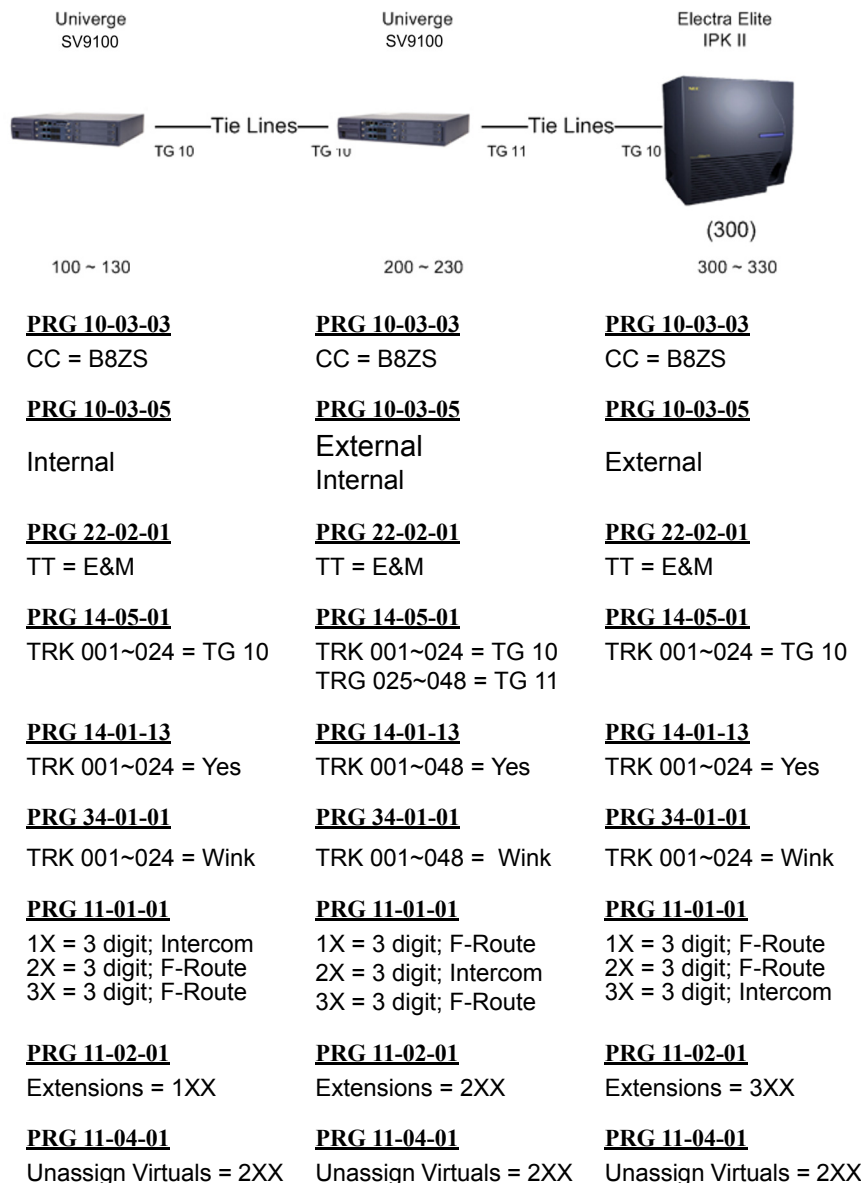 Univerge Univerge Electra Elite
SV9100 SV9100 IPK II
Tie Lines Tie Lines
TG 10 TG 10 TG 11 TG 10
(300)
100 ~ 130 200 ~ 230 300 ~ 330
PRG 10-03-03 PRG 10-03-03 PRG 10-03-03
CC = B8ZS CC = B8ZS CC = B8ZS
PRG 10-03-05 PRG 10-03-05 PRG 10-03-05
Internal External External
Internal
PRG 22-02-01 PRG 22-02-01 PRG 22-02-01
TT = E&M TT = E&M TT = E&M
PRG 14-05-01 PRG 14-05-01 PRG 14-05-01
TRK 001~024 = TG 10 TRK 001~024 = TG 10 TRK 001~024 = TG 10
TRG 025~048 = TG 11
PRG 14-01-13 PRG 14-01-13 PRG 14-01-13
TRK 001~024 = Yes TRK 001~048 = Yes TRK 001~024 = Yes
PRG 34-01-01 PRG 34-01-01 PRG 34-01-01
TRK 001~024 = Wink TRK 001~048 = Wink TRK 001~024 = Wink
PRG 11-01-01 PRG 11-01-01 PRG 11-01-01
1X = 3 digit; Intercom 1X = 3 digit; F-Route 1X = 3 digit; F-Route
2X = 3 digit; F-Route 2X = 3 digit; Intercom 2X = 3 digit; F-Route
3X = 3 digit; F-Route 3X = 3 digit; F-Route 3X = 3 digit; Intercom
PRG 11-02-01 PRG 11-02-01 PRG 11-02-01
Extensions = 1XX Extensions = 2XX Extensions = 3XX
PRG 11-04-01 PRG 11-04-01 PRG 11-04-01
Unassign Virtuals = 2XX Unassign Virtuals = 2XX Unassign Virtuals = 2XX